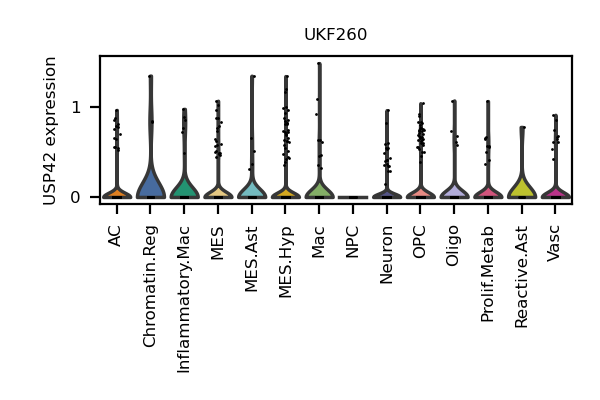 UKF260
USP42 expression
1
0
AC
Chromatin.Reg
Inflammatory.Mac
MES
MES.Ast
MES.Hyp
Mac
NPC
Neuron
OPC
Oligo
Prolif.Metab
Reactive.Ast
Vasc